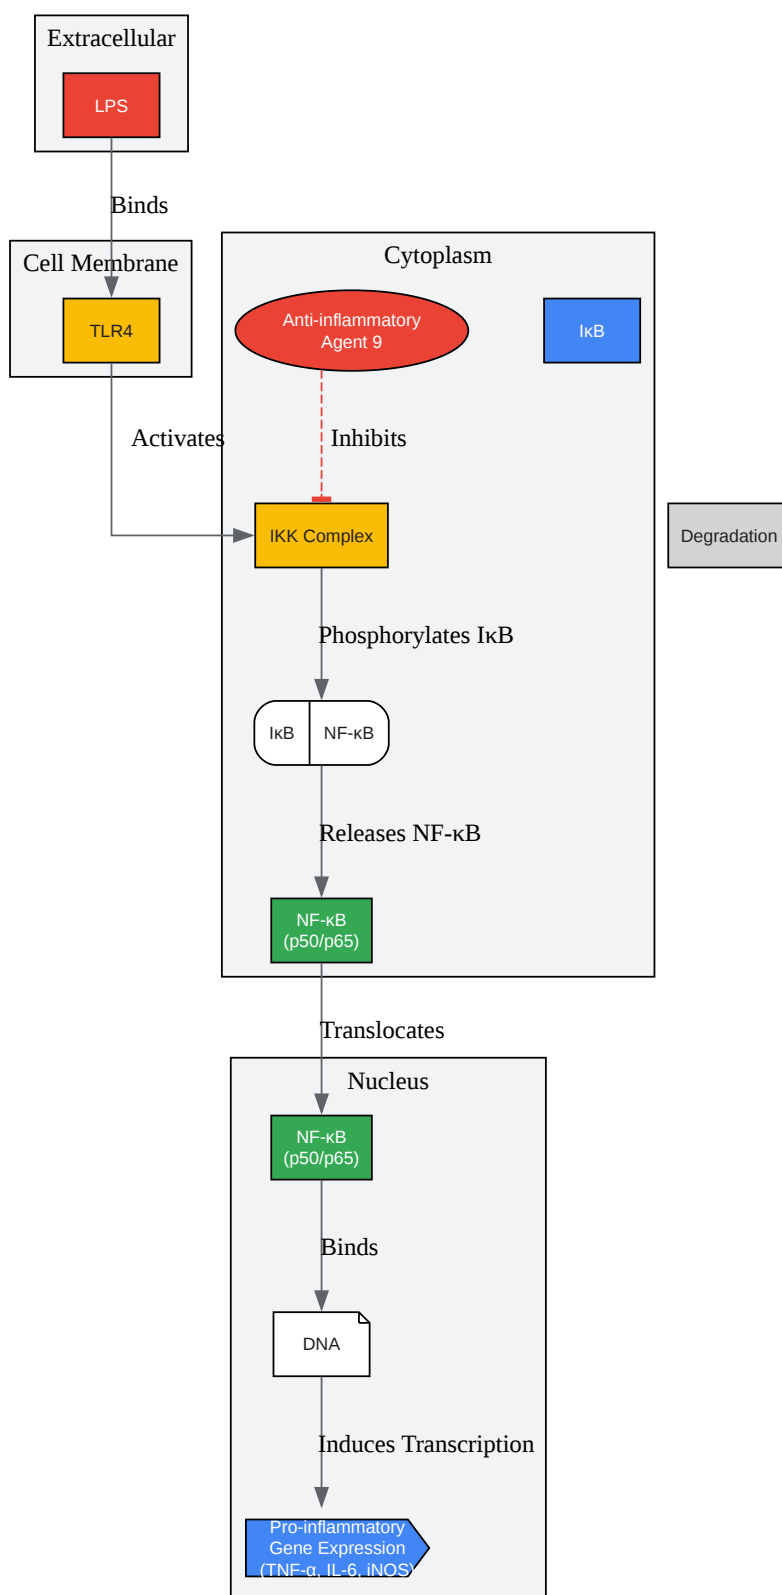 Extracellular
LPS
Binds
Cell Membrane
TLR4
Activates
Cytoplasm
Anti-inflammatory
Agent 9
IκB
Inhibits
IKK Complex
Degradation
Phosphorylates IκB
IκB
NF-κB
Releases NF-κB
NF-κB
(p50/p65)
Translocates
Nucleus
NF-κB
(p50/p65)
Binds
DNA
Induces Transcription
Pro-inflammatory
Gene Expression
(TNF-α, IL-6, iNOS)